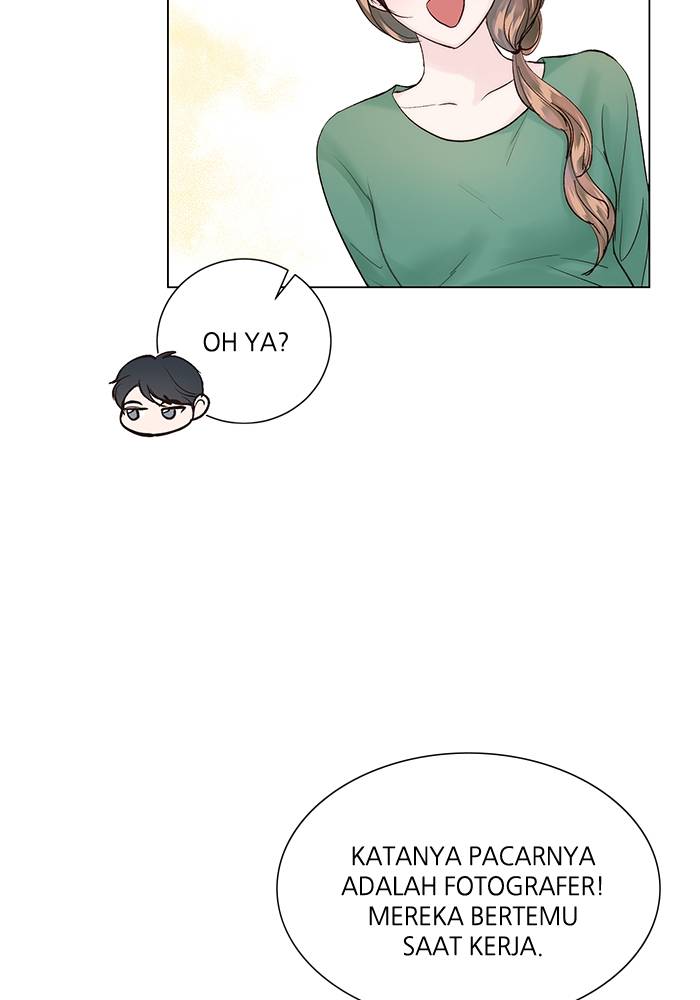 OH YA?
KATANYA PACARNYA
ADALAH FOTOGRAFER!
MEREKA BERTEMU
SAAT KERJA.